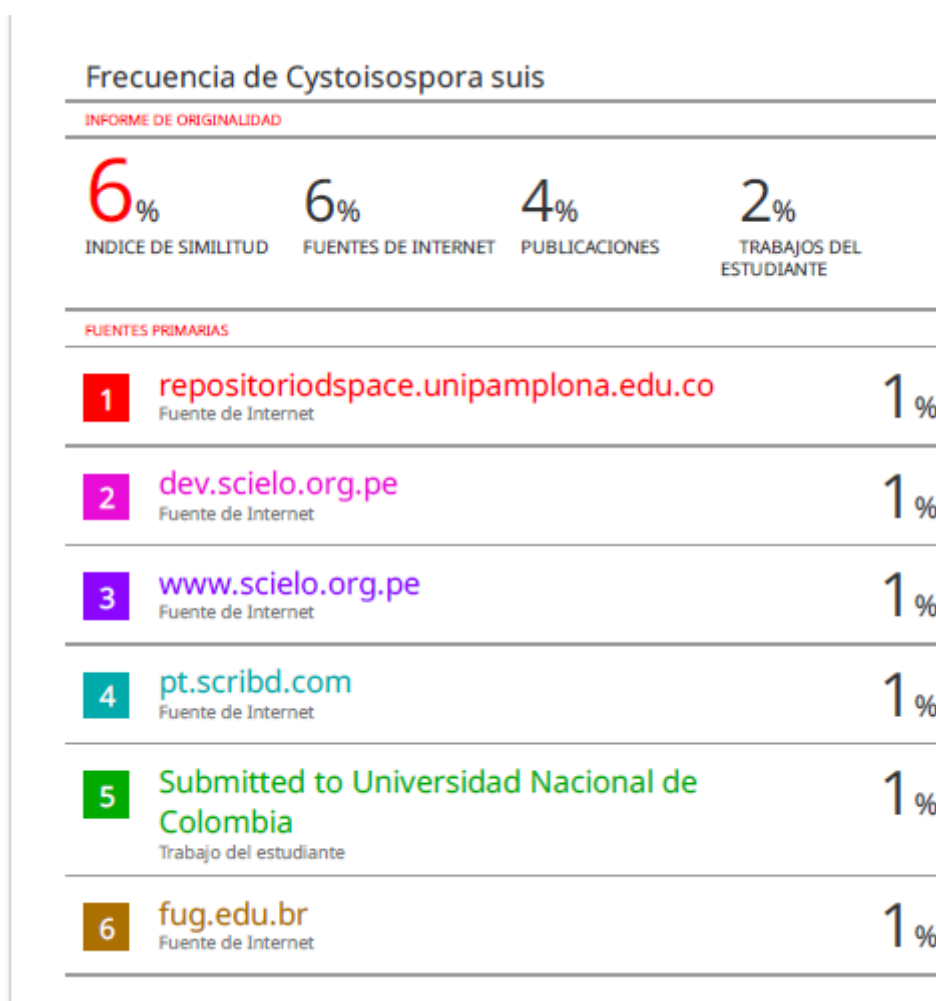 Frecuencia de Cystoisospora suis
INFORME DE ORIGINALIDAD
6% 6% 4% 2%
INDICE DE SIMILITUD FUENTES DE INTERNET PUBLICACIONES TRABAJOS DEL
ESTUDIANTE
FUENTES PRIMARIAS
1 repositoriodspace.unipamplona.edu.co 1%
Fuente de Internet
2 dev.scielo.org.pe 1%
Fuente de Internet
3 www.scielo.org.pe 1%
Fuente de Internet
4 pt.scribd.com 1%
Fuente de Internet
5 Submitted to Universidad Nacional de 1%
Colombia
Trabajo del estudiante
6 fug.edu.br 1%
Fuente de Internet